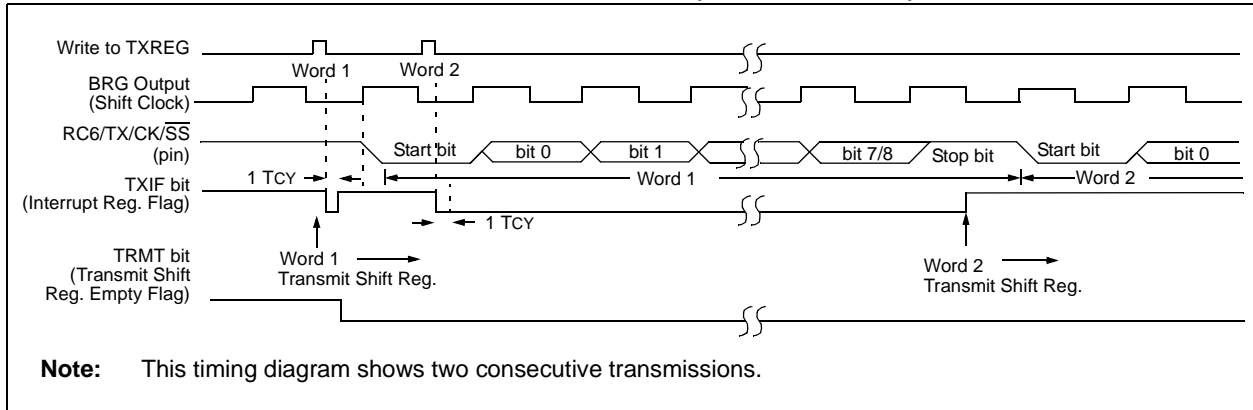 Write to TXREG
Word 1
Word 2
BRG Output
(Shift Clock)
RC6/TX/CK/SS
(pin)
Start bit
bit 0
bit 1
bit 7/8
Stop bit
Start bit
bit 0
1 TCY
Word 1
Word 2
TXIF bit
(Interrupt Reg. Flag)
1 TCY
Word 1
Transmit Shift Reg.
Word 2
Transmit Shift Reg.
TRMT bit
(Transmit Shift
Reg. Empty Flag)
Note: This timing diagram shows two consecutive transmissions.